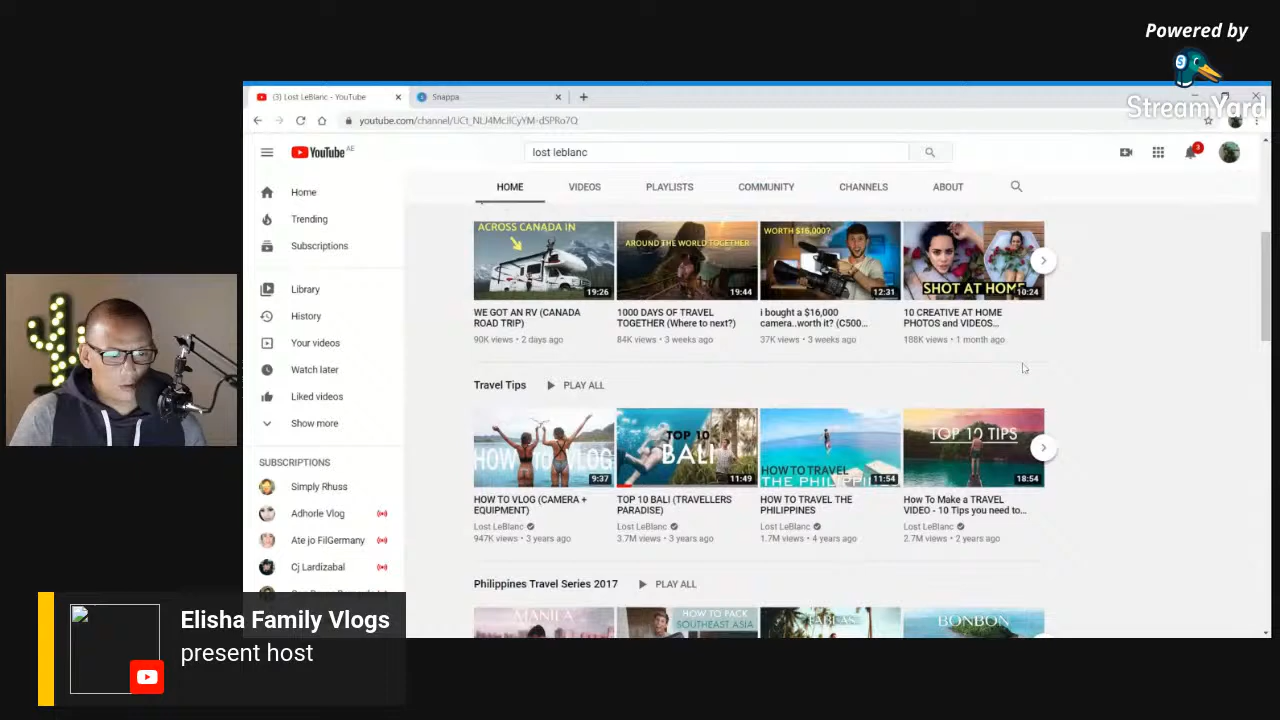 Powered by
StreamYard
(3) Lost LeBlanc - YouTube
Snappa
YouTube AE
lost leblanc
3
HOME
VIDEOS
PLAYLISTS
COMMUNITY
CHANNELS
ABOUT
Home
Trending
Subscriptions
Library
History
Your videos
Watch later
Liked videos
Show more
SUBSCRIPTIONS
Simply Rhuss
Adhorle Vlog
Ate jo FilGermany
Cj Lardizabal
ACROSS CANADA IN
19:26
AROUND THE WORLD TOGETHER
19:44
WORTH $16,000?
12:31
SHOT AT HOME
10:24
WE GOT AN RV (CANADA
ROAD TRIP)
90K views • 2 days ago
1000 DAYS OF TRAVEL
TOGETHER (Where to next?)
84K views • 3 weeks ago
i bought a $16,000
camera..worth it? (C500...
37K views • 3 weeks ago
10 CREATIVE AT HOME
PHOTOS and VIDEOS...
188K views • 1 month ago
Travel Tips
PLAY ALL
HOW TO VLOG
9:37
TOP 10
BALI
11:49
HOW TO TRAVEL
THE PHILIPPINES
11:54
TOP 10 TIPS
18:54
HOW TO VLOG (CAMERA +
EQUIPMENT)
Lost LeBlanc
947K views • 3 years ago
TOP 10 BALI (TRAVELLERS
PARADISE)
Lost LeBlanc
3.7M views • 3 years ago
HOW TO TRAVEL THE
PHILIPPINES
Lost LeBlanc
1.7M views • 4 years ago
How To Make a TRAVEL
VIDEO - 10 Tips you need to...
Lost LeBlanc
2.7M views • 2 years ago
Philippines Travel Series 2017
PLAY ALL
MANILA
HOW TO PACK
SOUTHEAST ASIA
BONBON
Elisha Family Vlogs
present host